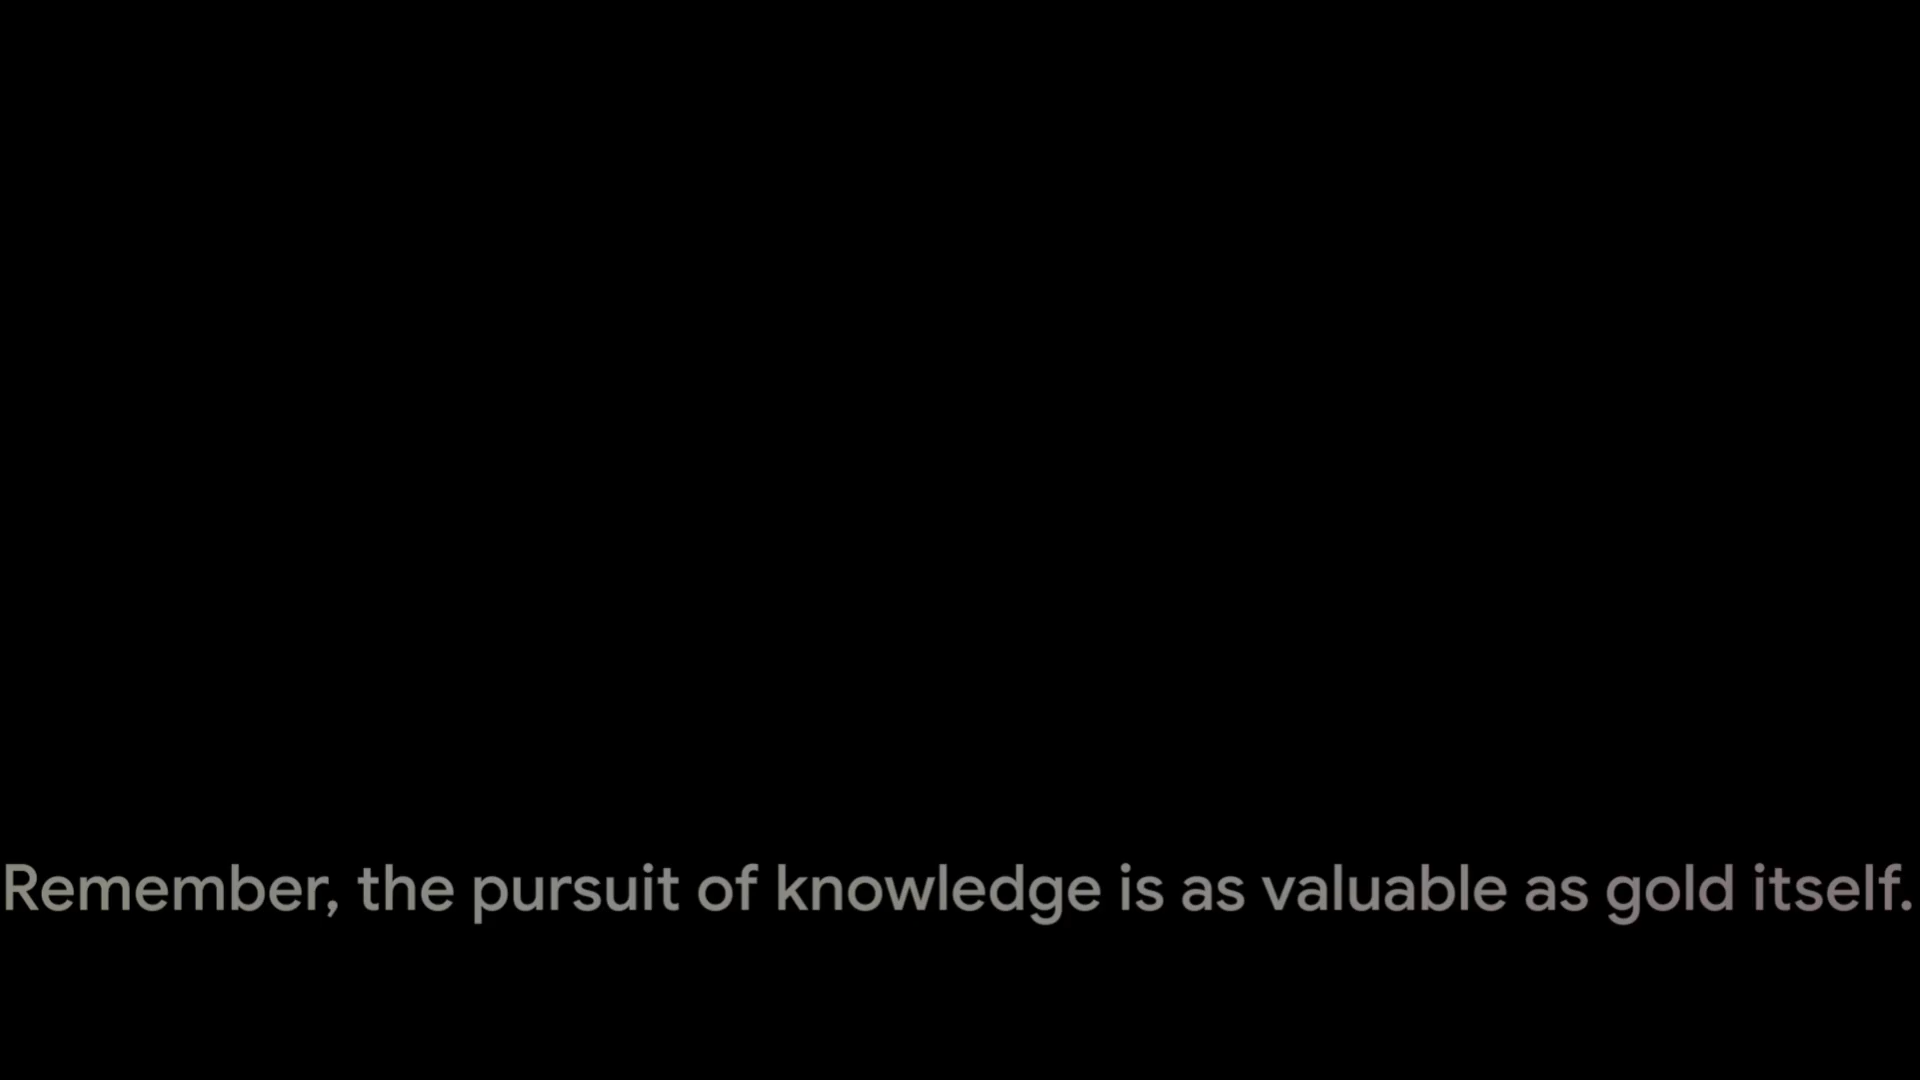 Remember, the pursuit of knowledge is as valuable as gold itself.